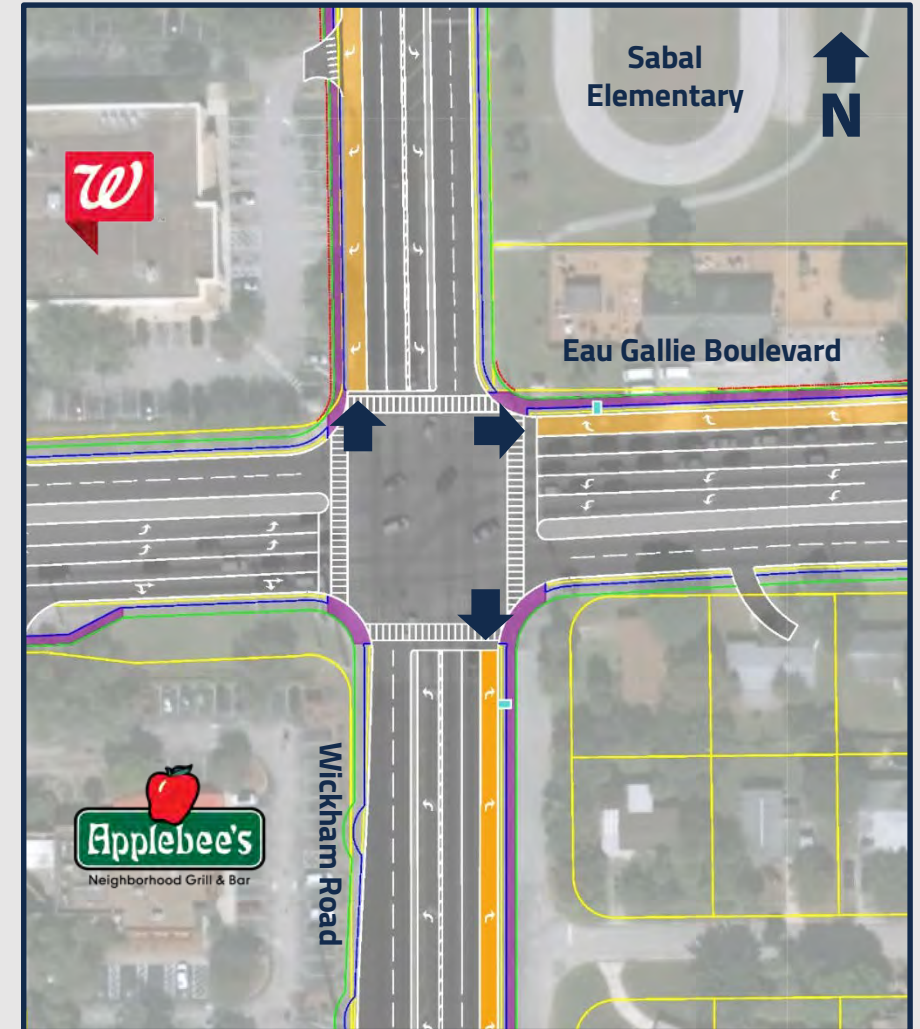 Sabal
Elementary
N
W
Eau Gallie Boulevard
Wickham Road
Applebee's
Neighborhood Grill & Bar